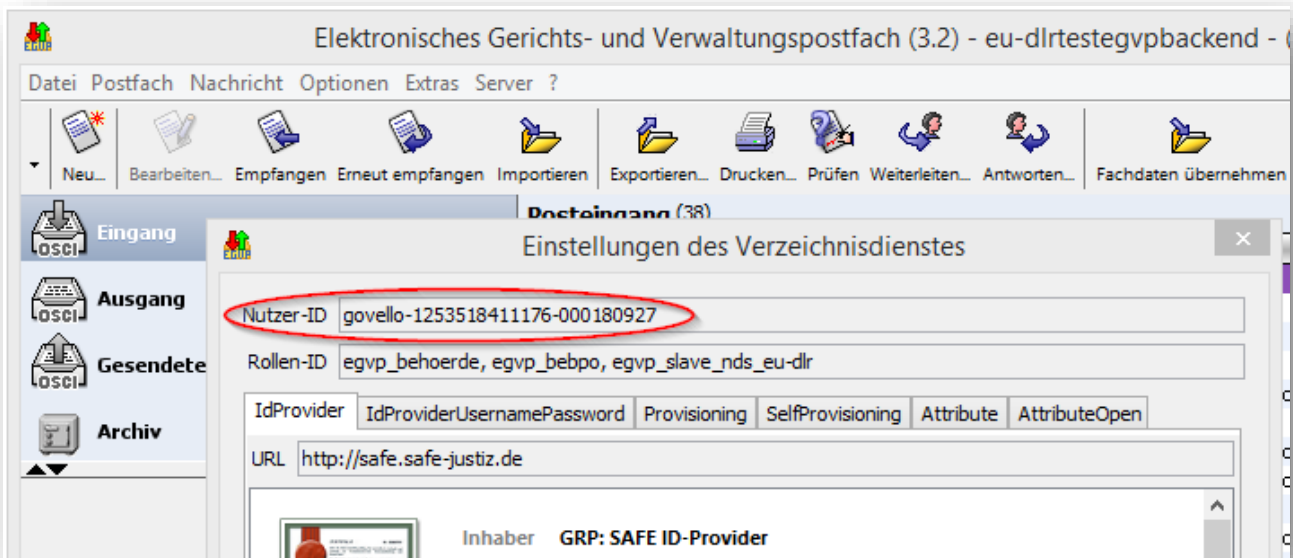 Elektronisches Gerichts- und Verwaltungspostfach (3.2) - eu-dlrtestegvpbackend - (
Datei Postfach Nachricht Optionen Extras Server ?
Neu... Bearbeiten... Empfangen Erneut empfangen Importieren Exportieren... Drucken... Prüfen Weiterleiten... Antworten... Fachdaten übernehmen
Posteingang (38)
OSCI Eingang
Einstellungen des Verzeichnisdienstes
OSCI Ausgang
Nutzer-ID govello-1253518411176-000180927
OSCI Gesendete
Rollen-ID egvp_behoerde, egvp_bebpo, egvp_slave_nds_eu-dlr
IdProvider IdProviderUsernamePassword Provisioning SelfProvisioning Attribute AttributeOpen
Archiv
URL http://safe.safe-justiz.de
Inhaber GRP: SAFE ID-Provider